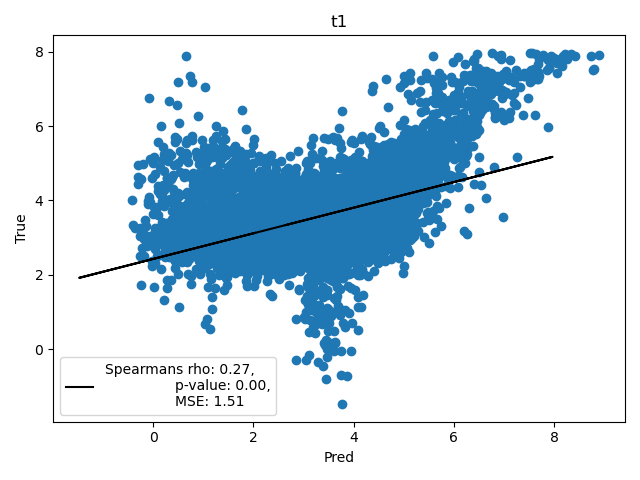 t1
8
6
4
2
0
True
Spearmans rho: 0.27,
p-value: 0.00,
MSE: 1.51
0 2 4 6 8
Pred